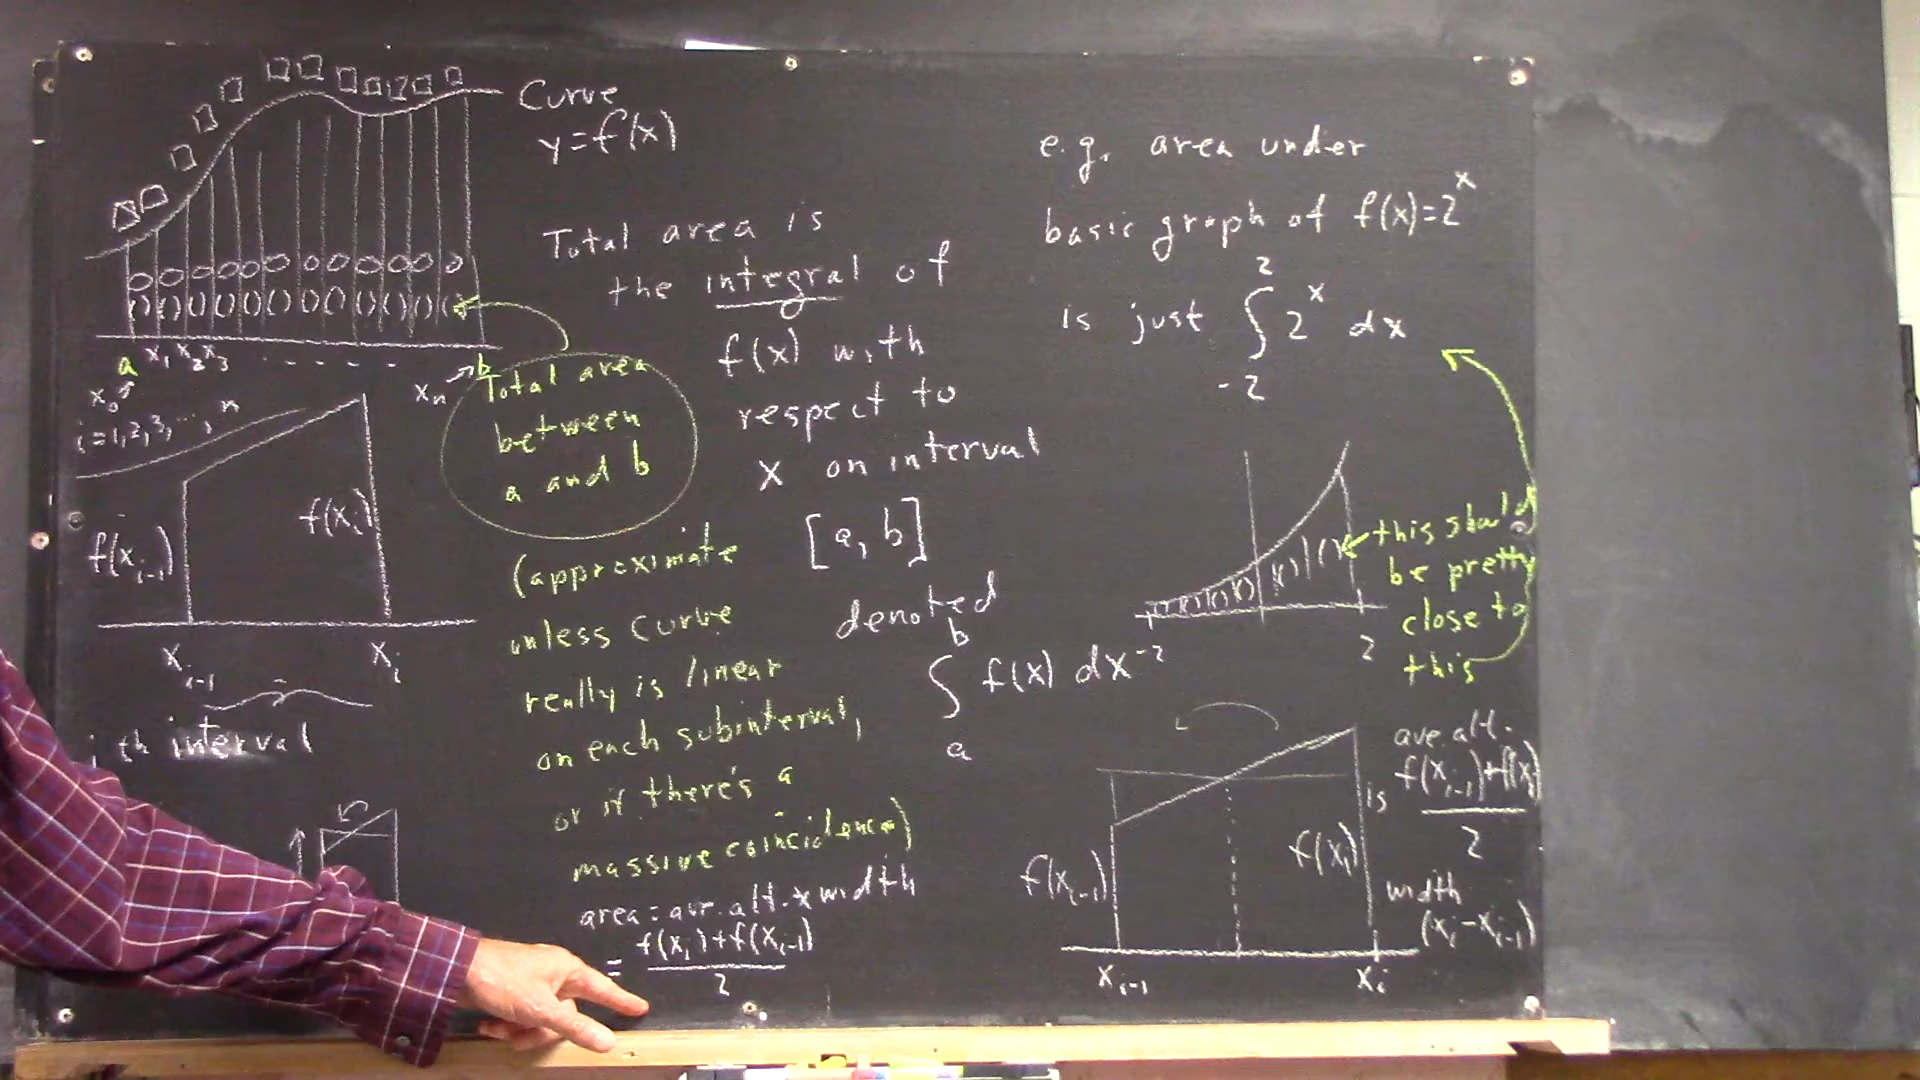 Curve
y=f(x)
a x₁ x₂ x₃ - - - - - b
x₀ xₙ
i=1,2,3,...,n
f(xᵢ₋₁) f(xᵢ)
xᵢ₋₁ xᵢ
i th interval
Total area
between
a and b
(approximate
unless curve
really is linear
on each subinterval,
or if there's a
massive coincidence)
area = ave. alt. x width
= f(xᵢ)+f(xᵢ₋₁)
2
Total area is
the integral of
f(x) with
respect to
x on interval
[a, b]
denoted
b
∫ f(x) dx
a
e.g. area under
basic graph of f(x)=2ˣ
2
is just ∫ 2ˣ dx
-2
this should
be pretty
close to
this
-2 2
ave. alt.
is f(xᵢ₋₁)+f(xᵢ)
2
width
(xᵢ-xᵢ₋₁)
f(xᵢ₋₁) f(xᵢ)
xᵢ₋₁ xᵢ